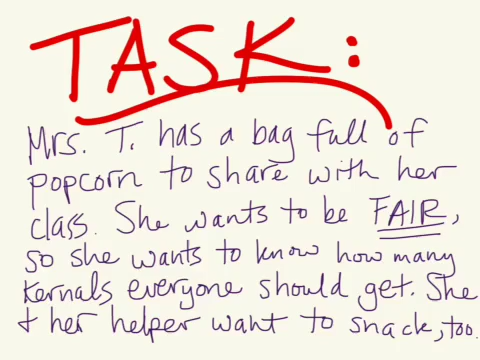 TASK:
Mrs. T. has a bag full of
popcorn to share with her
class. She wants to be FAIR,
so she wants to know how many
kernals everyone should get. She
+ her helper want to snack, too.